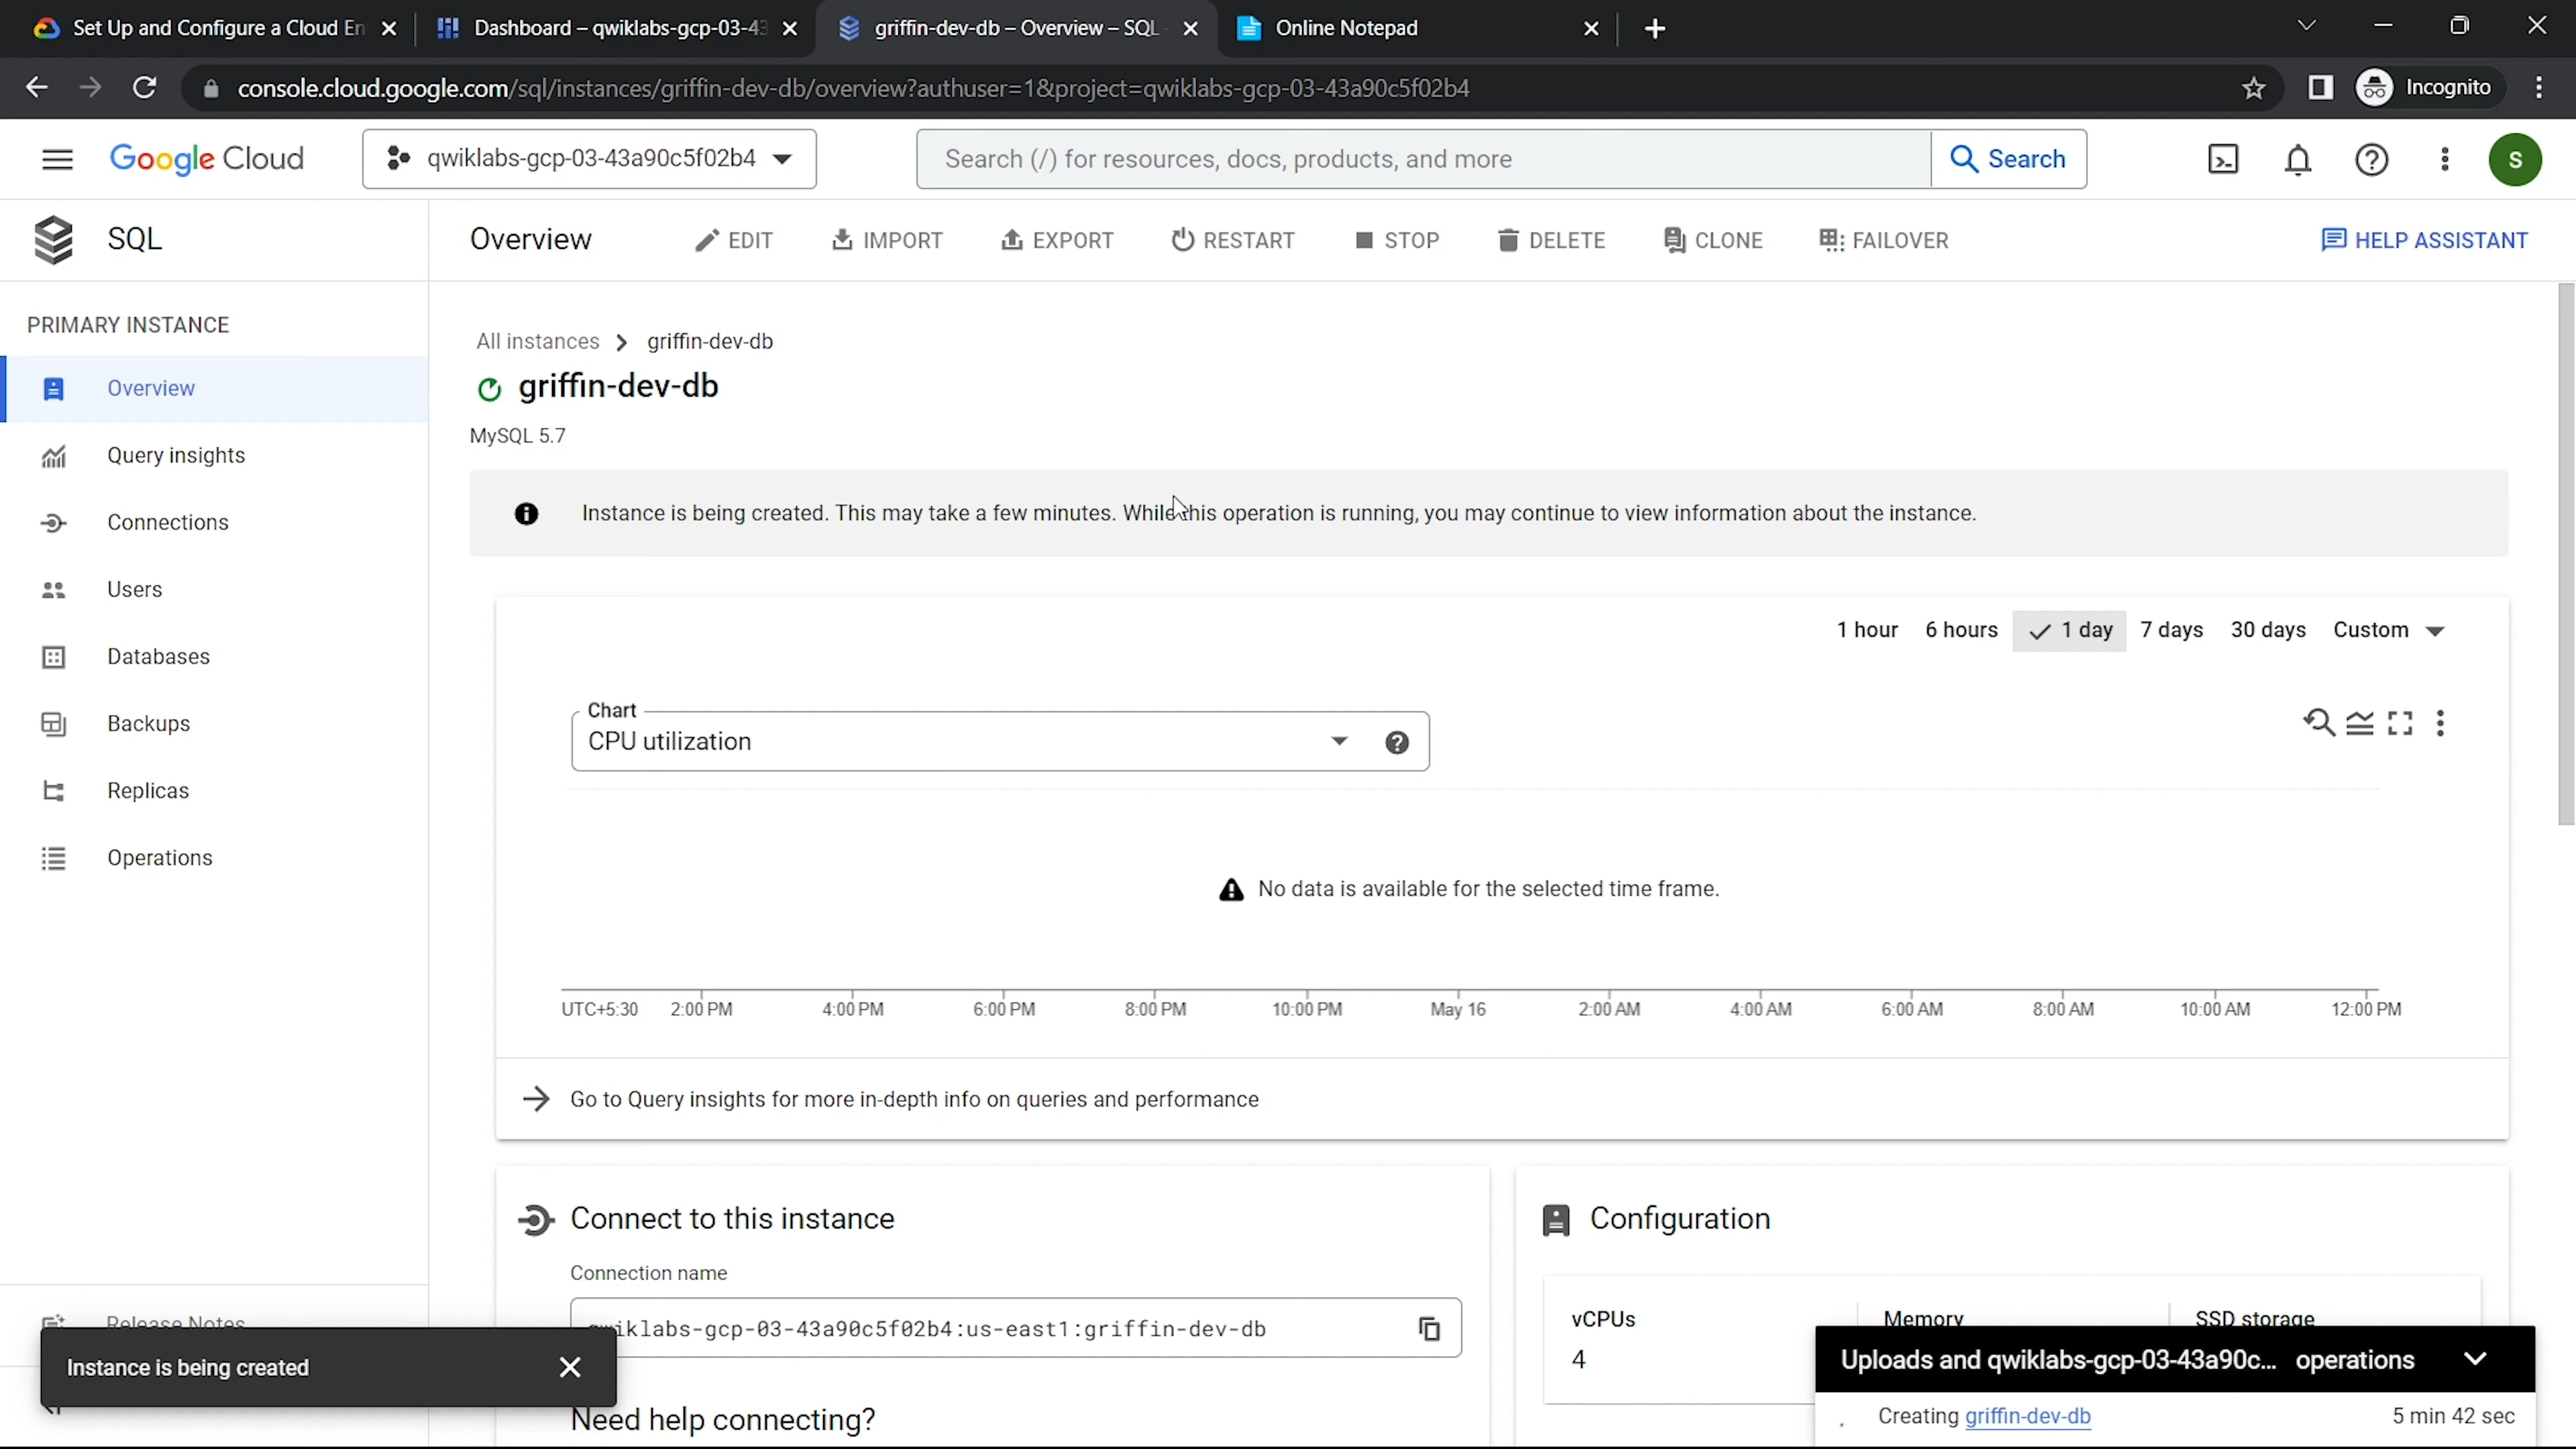 Set Up and Configure a Cloud En
Dashboard – qwiklabs-gcp-03-43
griffin-dev-db – Overview – SQL
Online Notepad
console.cloud.google.com/sql/instances/griffin-dev-db/overview?authuser=1&project=qwiklabs-gcp-03-43a90c5f02b4
Incognito
Google Cloud
qwiklabs-gcp-03-43a90c5f02b4
Search (/) for resources, docs, products, and more
Search
S
SQL
Overview
EDIT
IMPORT
EXPORT
RESTART
STOP
DELETE
CLONE
FAILOVER
HELP ASSISTANT
PRIMARY INSTANCE
Overview
Query insights
Connections
Users
Databases
Backups
Replicas
Operations
Release Notes
All instances
griffin-dev-db
griffin-dev-db
MySQL 5.7
Instance is being created. This may take a few minutes. While this operation is running, you may continue to view information about the instance.
1 hour
6 hours
1 day
7 days
30 days
Custom
Chart
CPU utilization
No data is available for the selected time frame.
UTC+5:30
2:00 PM
4:00 PM
6:00 PM
8:00 PM
10:00 PM
May 16
2:00 AM
4:00 AM
6:00 AM
8:00 AM
10:00 AM
12:00 PM
Go to Query insights for more in-depth info on queries and performance
Connect to this instance
Connection name
qwiklabs-gcp-03-43a90c5f02b4:us-east1:griffin-dev-db
Need help connecting?
Configuration
vCPUs
Memory
SSD storage
4
Instance is being created
Uploads and qwiklabs-gcp-03-43a90c... operations
Creating griffin-dev-db
5 min 42 sec